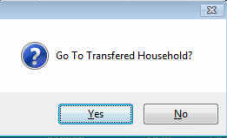 Go To Transfered Household?
Yes No